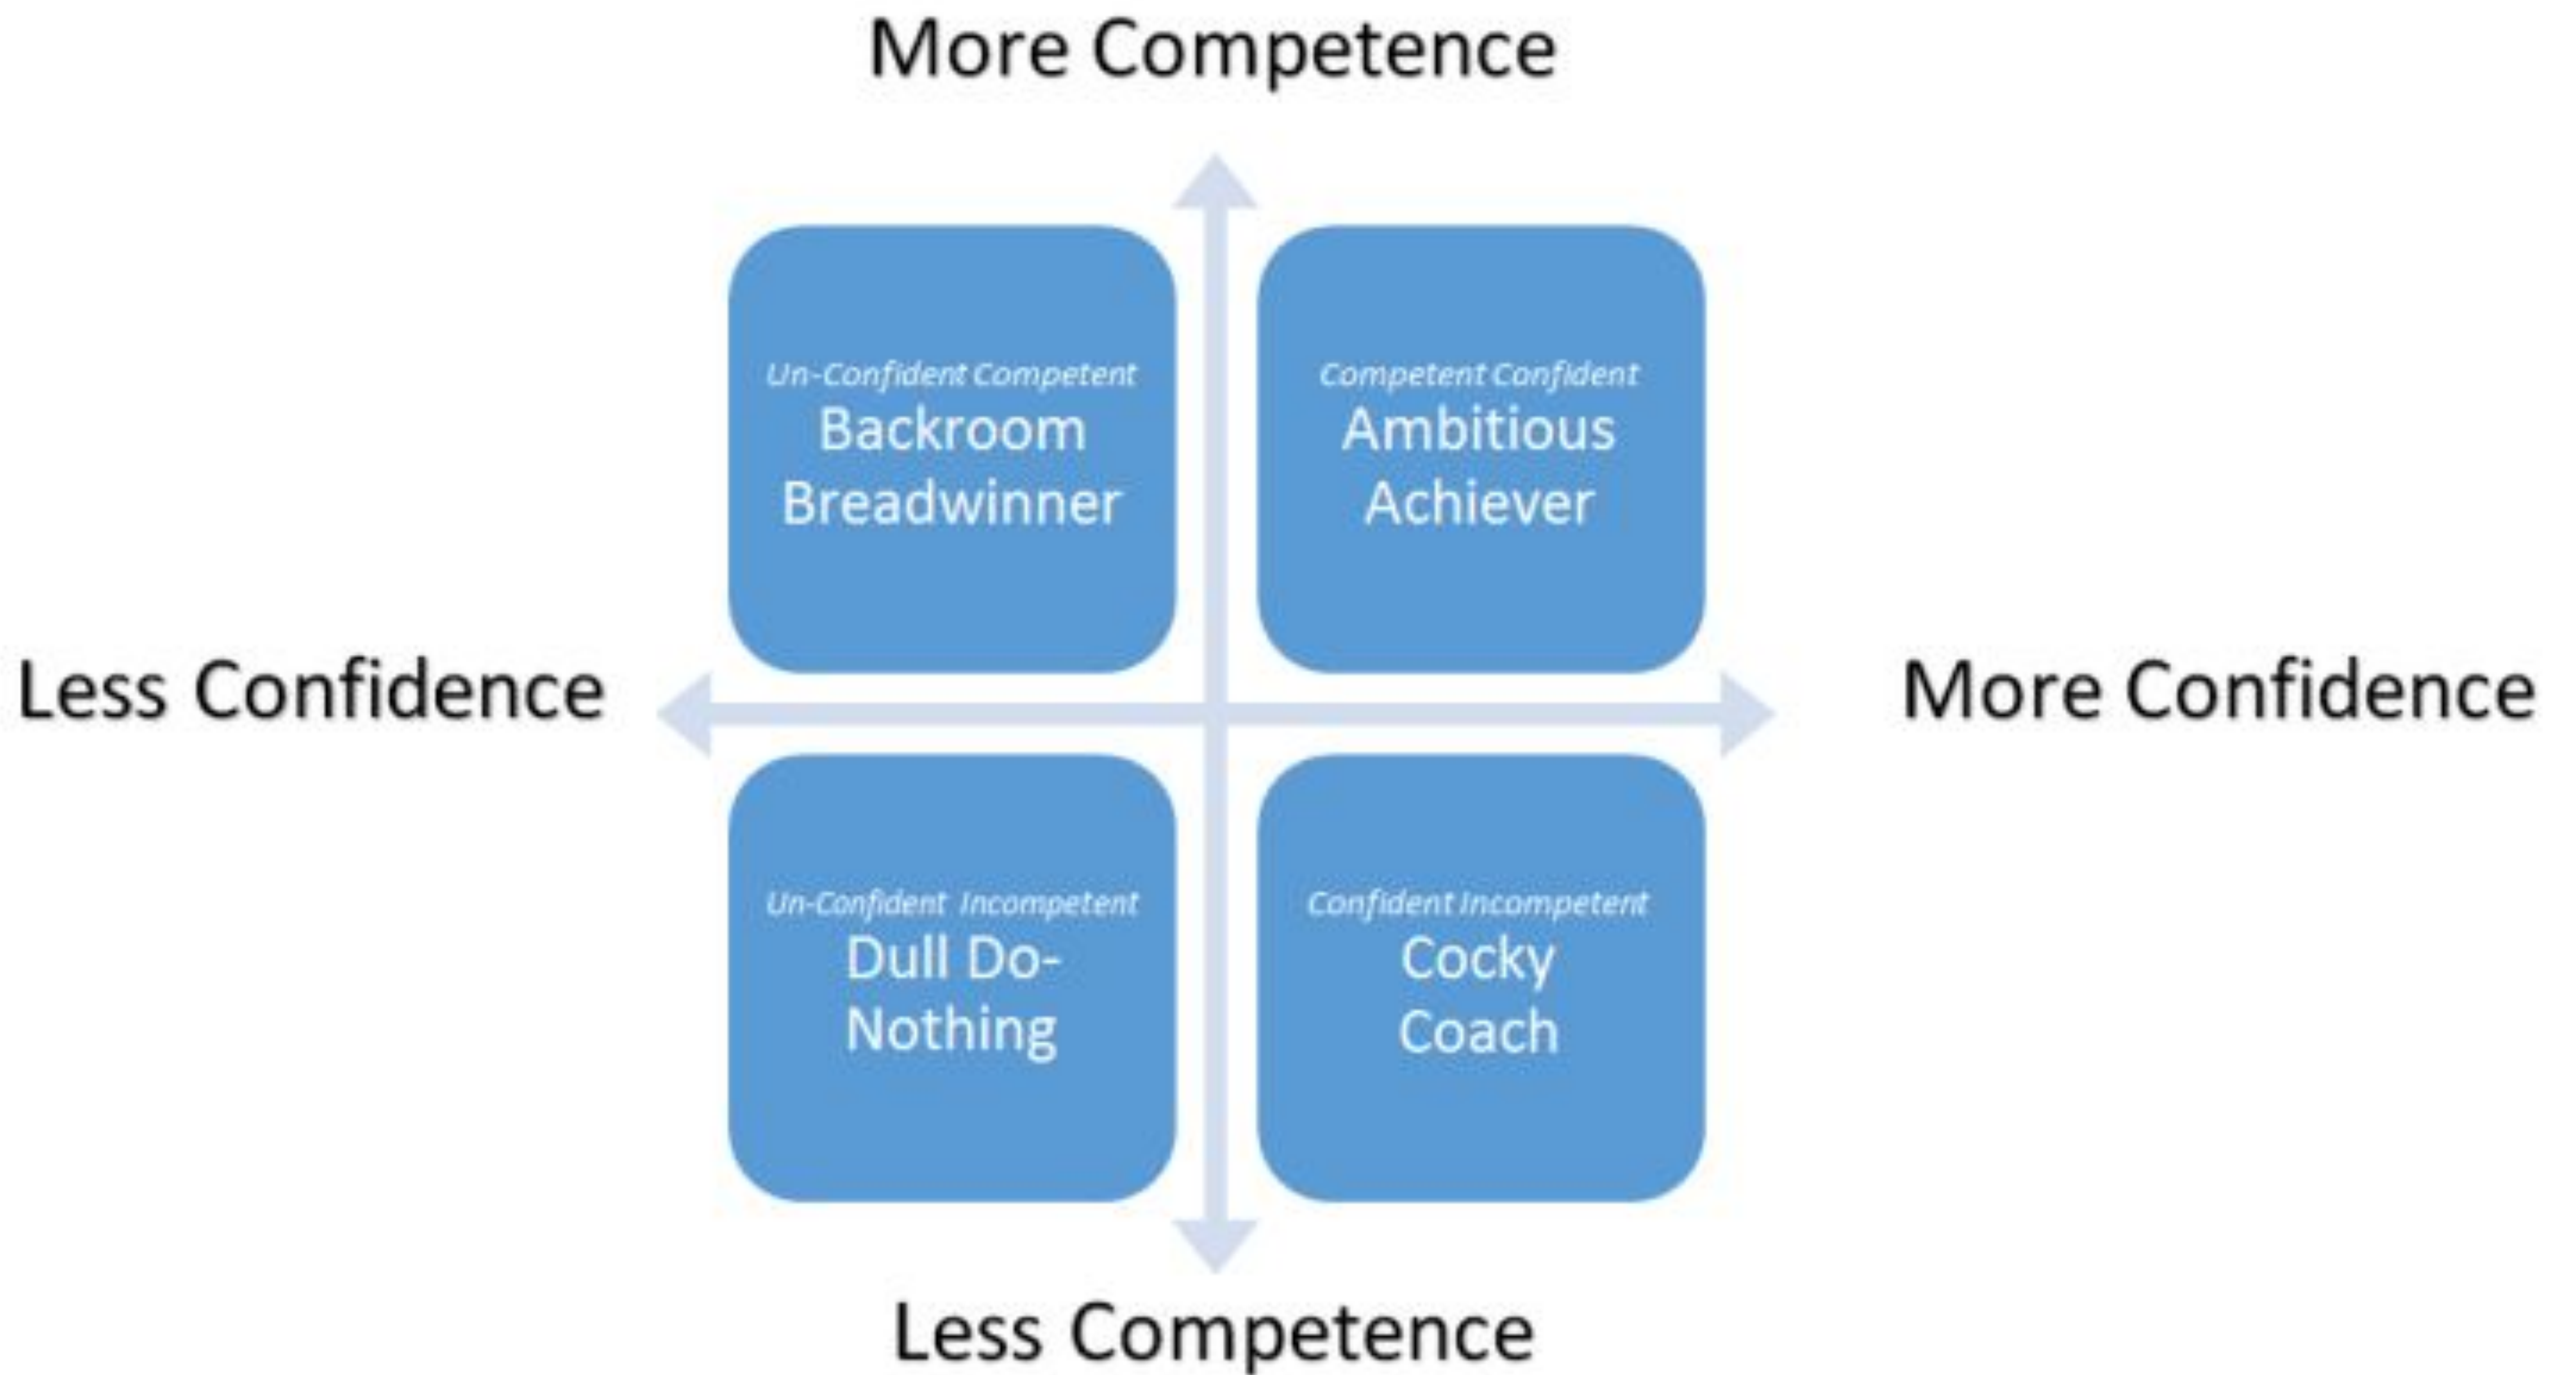 More Competence
Un-Confident Competent
Backroom
Breadwinner
Competent Confident
Ambitious
Achiever
Less Confidence
More Confidence
Un-Confident Incompetent
Dull Do-
Nothing
Confident Incompetent
Cocky
Coach
Less Competence